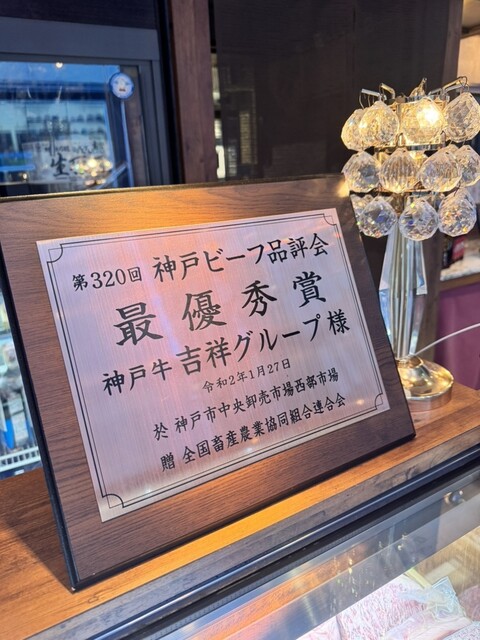 第320回 神戸ビーフ品評会
最優秀賞
神戸牛 吉祥グループ 様
令和2年1月27日
於 神戸市中央卸売市場西部市場
贈 全国畜産農業協同組合連合会